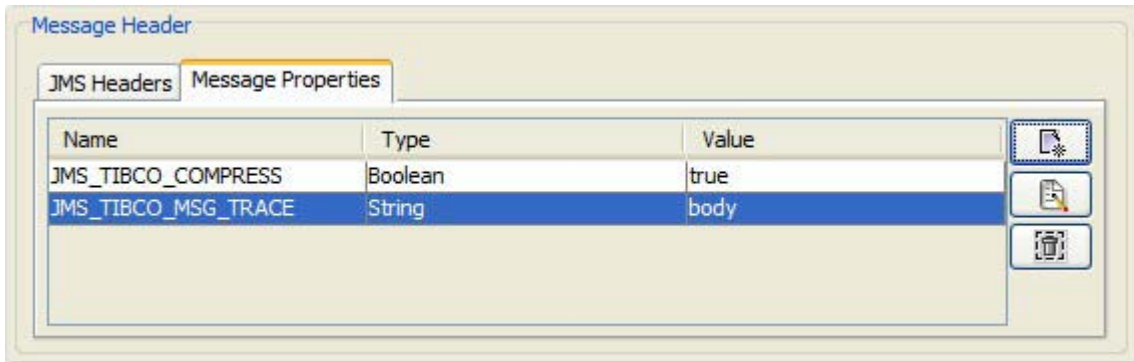 Message Header
JMS Headers Message Properties
Name Type Value
JMS_TIBCO_COMPRESS Boolean true
JMS_TIBCO_MSG_TRACE String body